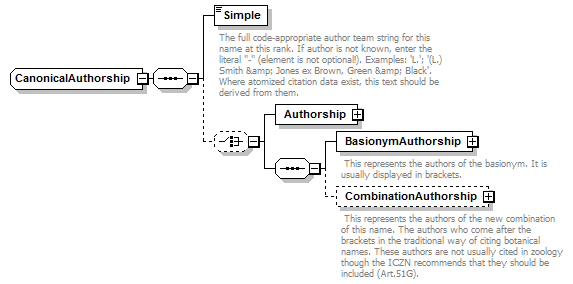 Simple
The full code-appropriate author team string for this
name at this rank. If author is not known, enter the
literal "-" (element is not optional!). Examples: 'L.'; '(L.)
Smith &amp; Jones ex Brown, Green &amp; Black'.
Where atomized citation data exist, this text should be
derived from them.
CanonicalAuthorship
Authorship
BasionymAuthorship
This represents the authors of the basionym. It is
usually displayed in brackets.
CombinationAuthorship
This represents the authors of the new combination
of this name. The authors who come after the
brackets in the traditional way of citing botanical
names. These authors are not usually cited in zoology
though the ICZN recommends that they should be
included (Art.51G).